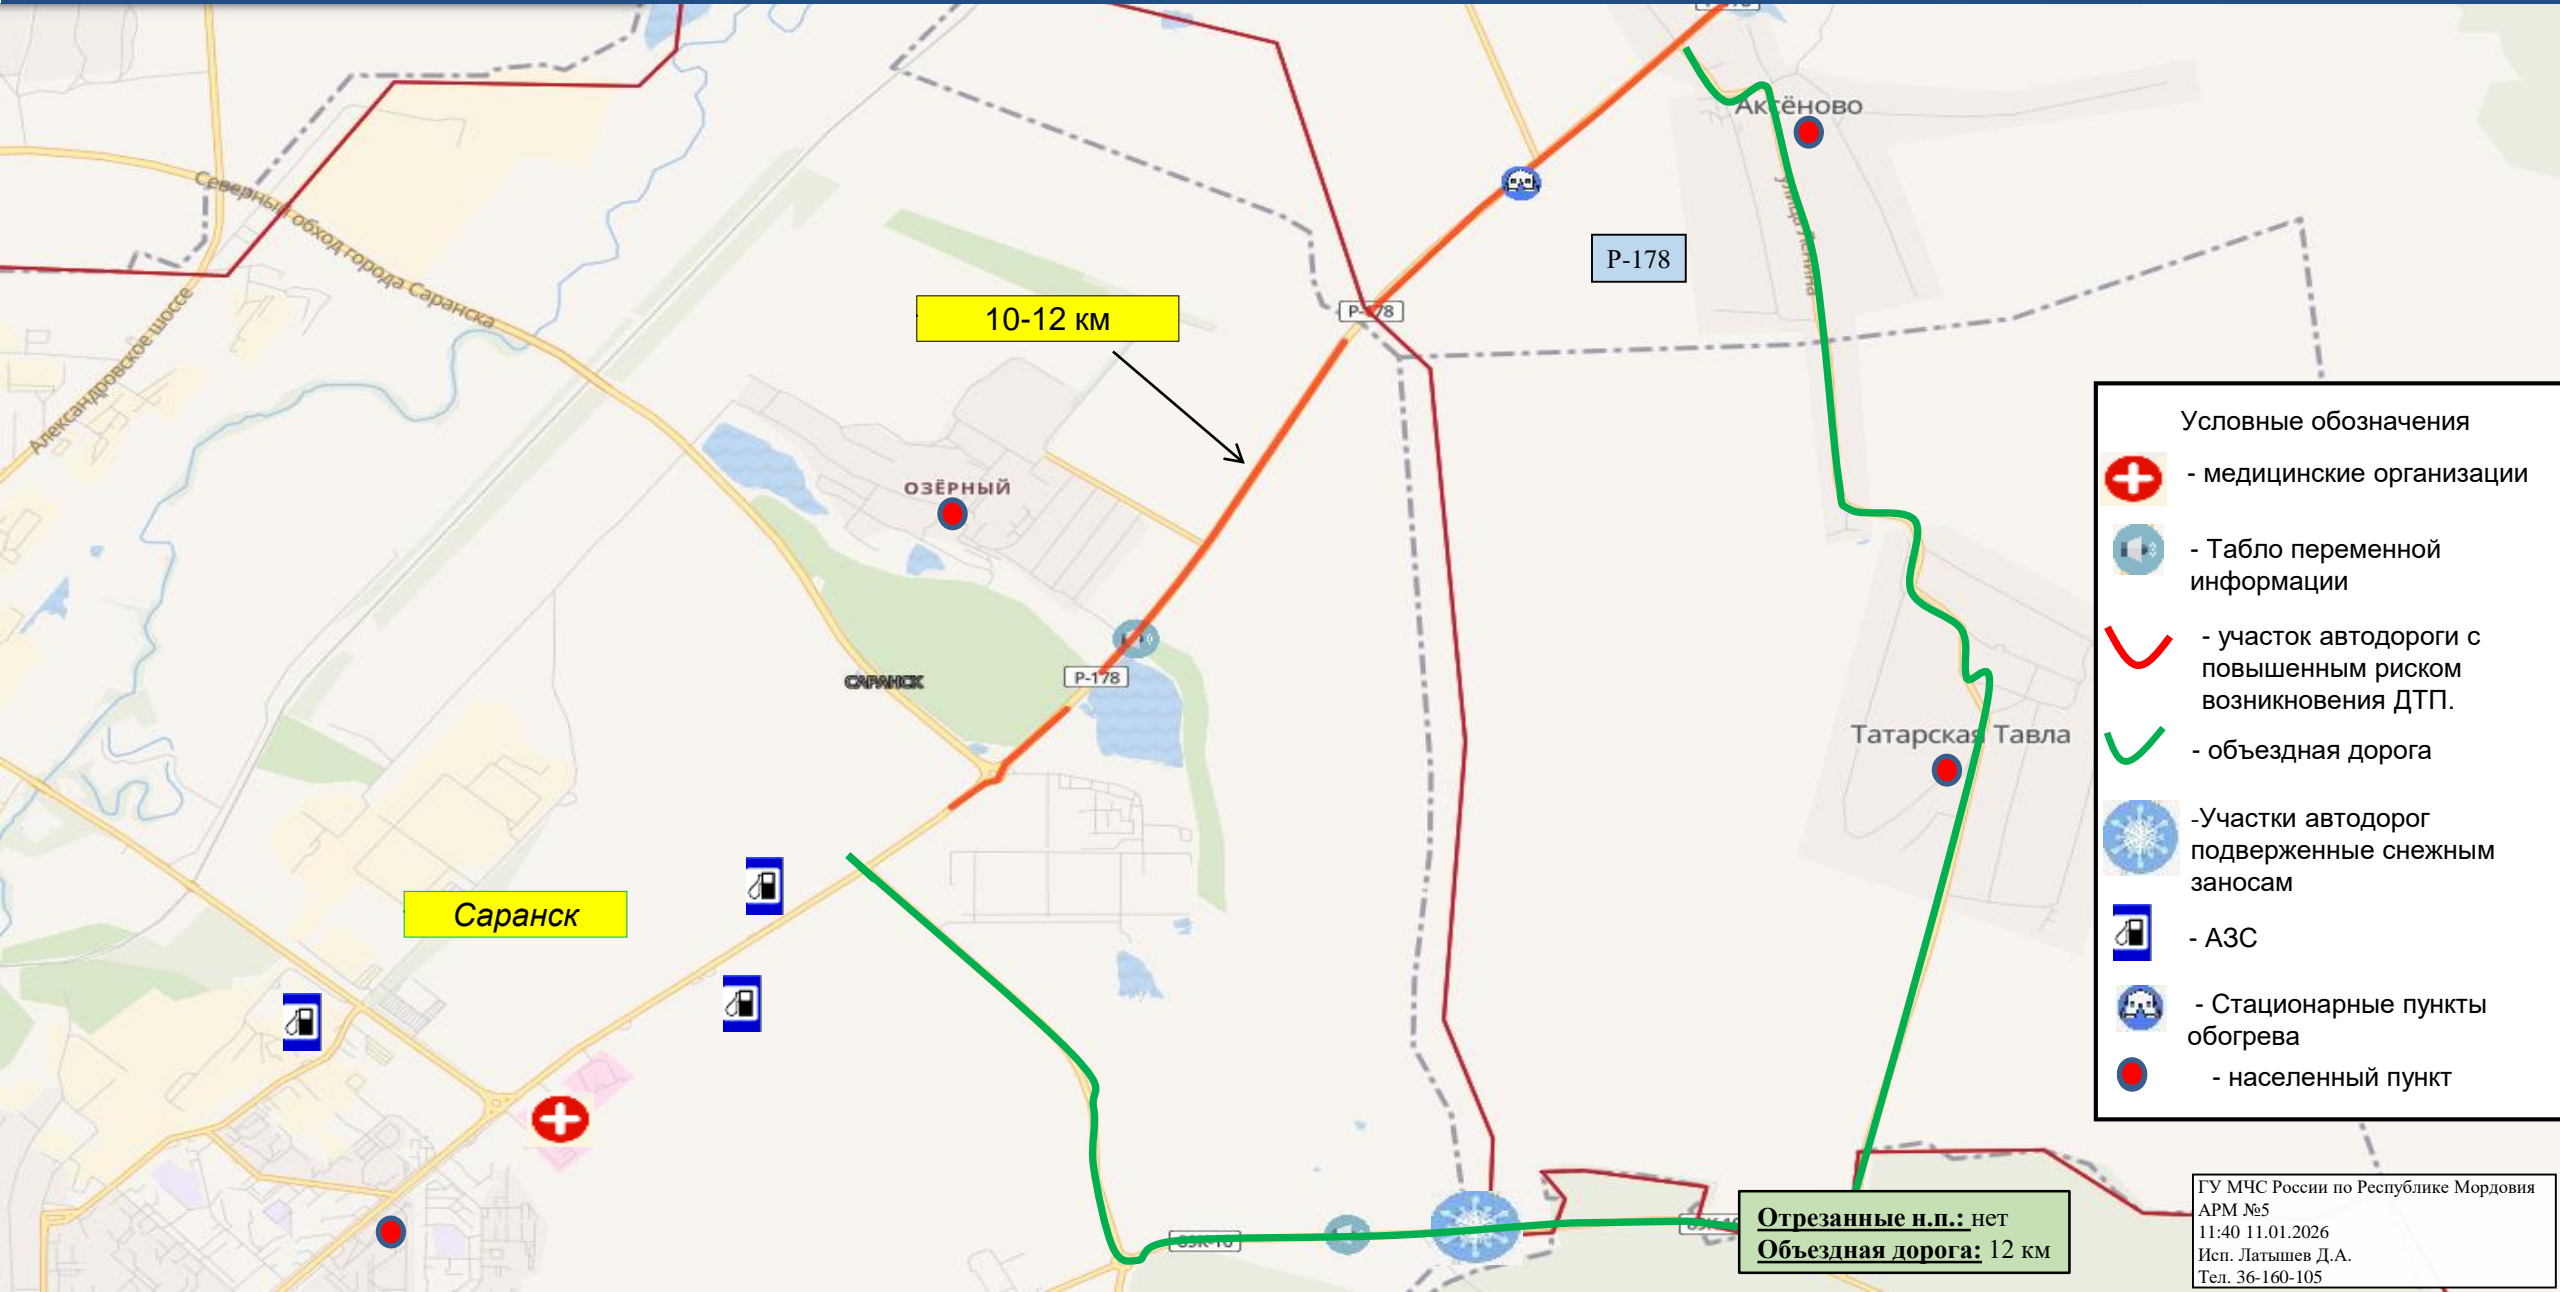 Р-178
Аксёново
улица Ленина
Северный обход города Саранска
Александровское шоссе
Р-178
Р-178
10-12 км
ОЗЁРНЫЙ
Р-178
САРАНСК
Татарская Тавла
Саранск
Условные обозначения
- медицинские организации
- Табло переменной
информации
- участок автодороги с
повышенным риском
возникновения ДТП.
- объездная дорога
-Участки автодорог
подверженные снежным
заносам
- АЗС
- Стационарные пункты
обогрева
- населенный пункт
Отрезанные н.п.: нет
Объездная дорога: 12 км
ГУ МЧС России по Республике Мордовия
АРМ №5
11:40 11.01.2026
Исп. Латышев Д.А.
Тел. 36-160-105